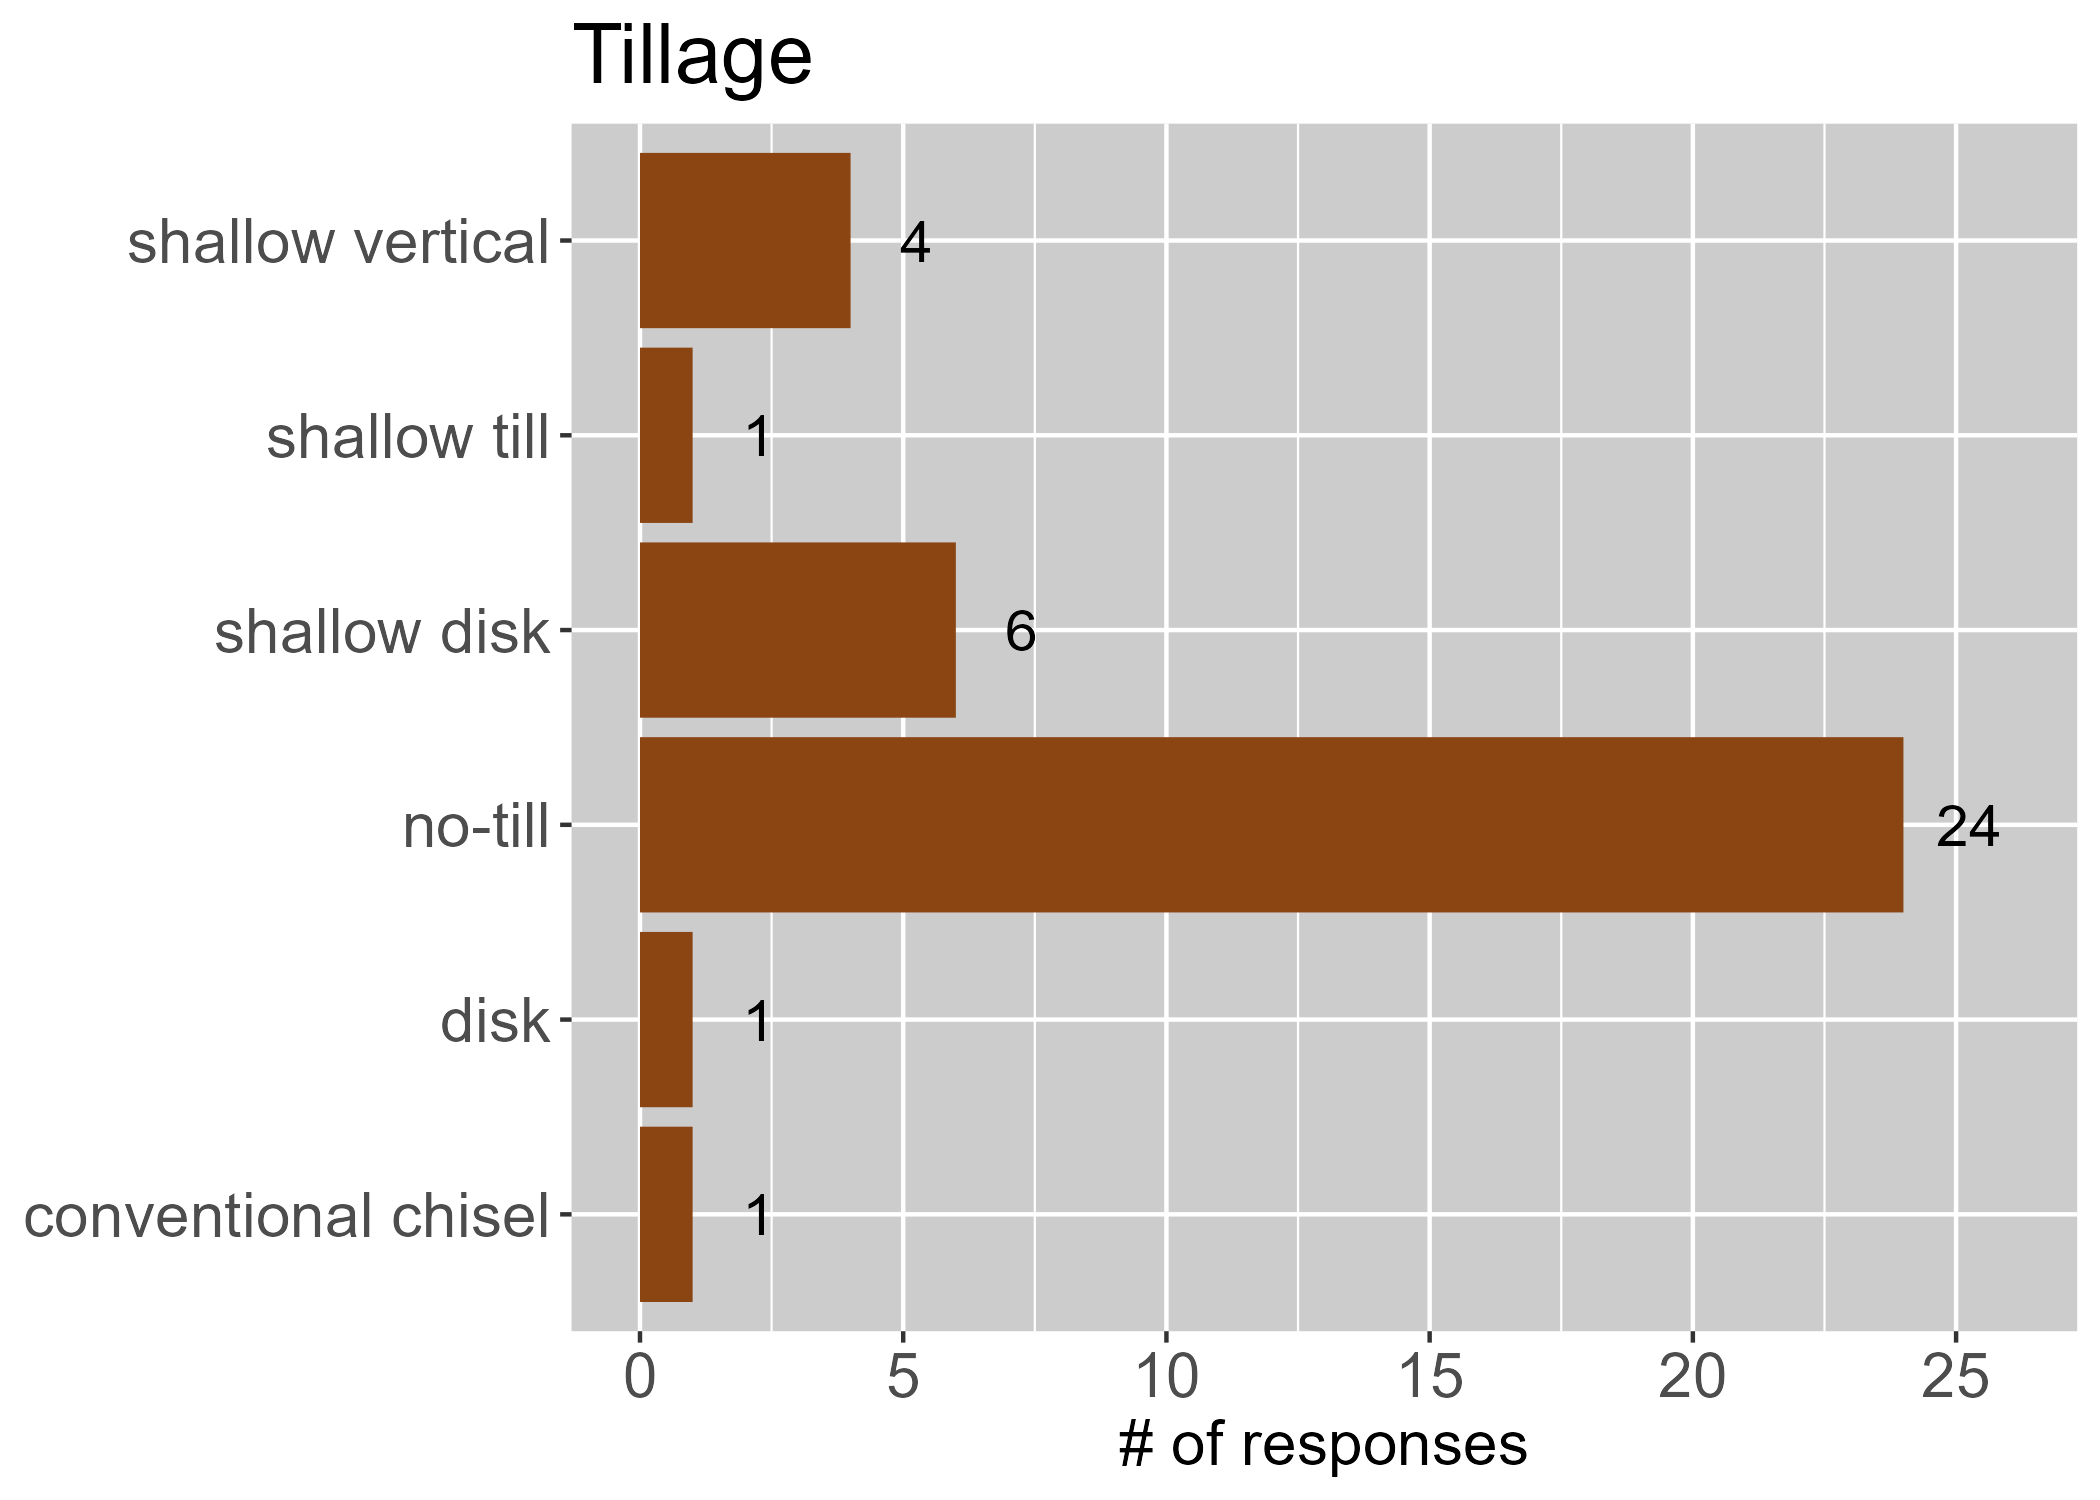 Tillage
shallow vertical
4
shallow till
1
shallow disk
6
no-till
24
disk
1
conventional chisel
1
0 5 10 15 20 25
# of responses